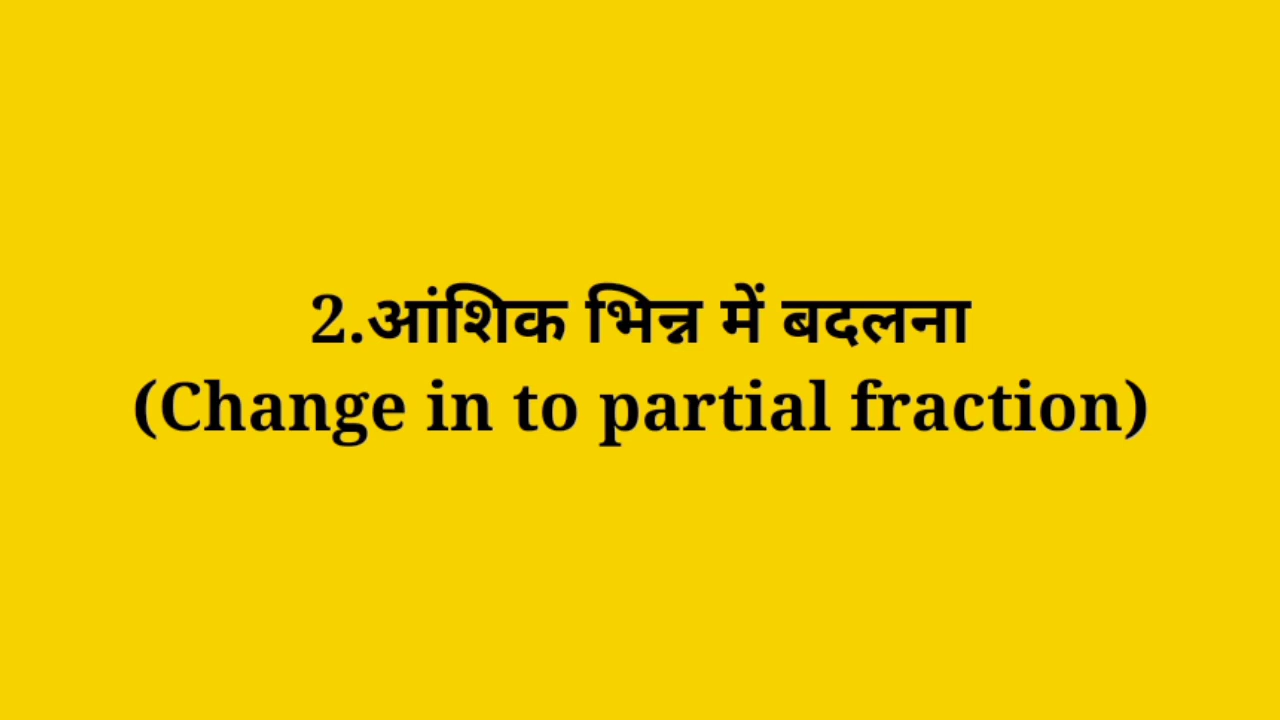 2.आंशिक भिन्न में बदलना
(Change in to partial fraction)